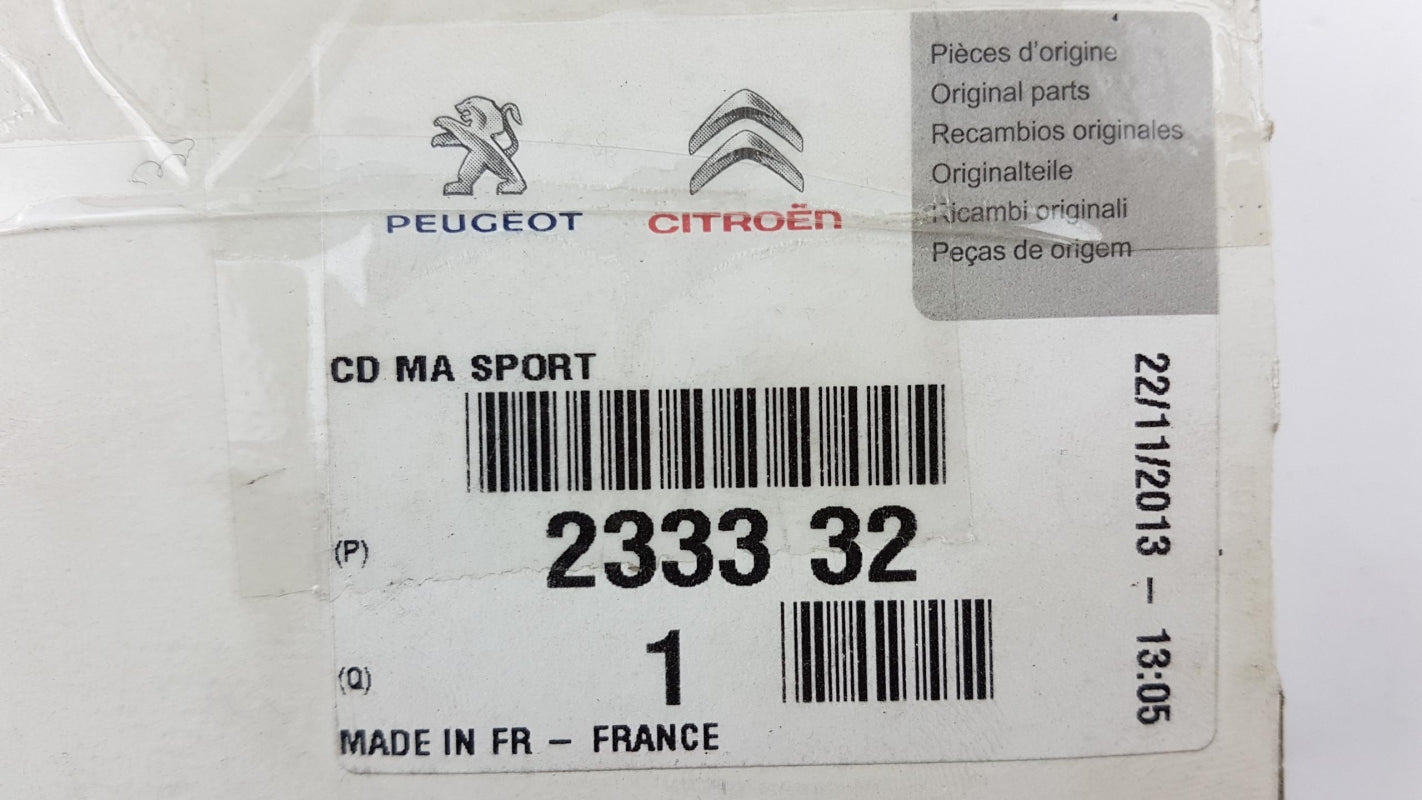 PEUGEOT
CITROËN
Pièces d'origine
Original parts
Recambios originales
Originalteile
Ricambi originali
Peças de origem
CD MA SPORT
(P) 2333 32
(Q) 1
MADE IN FR – FRANCE
22/11/2013 – 13:05